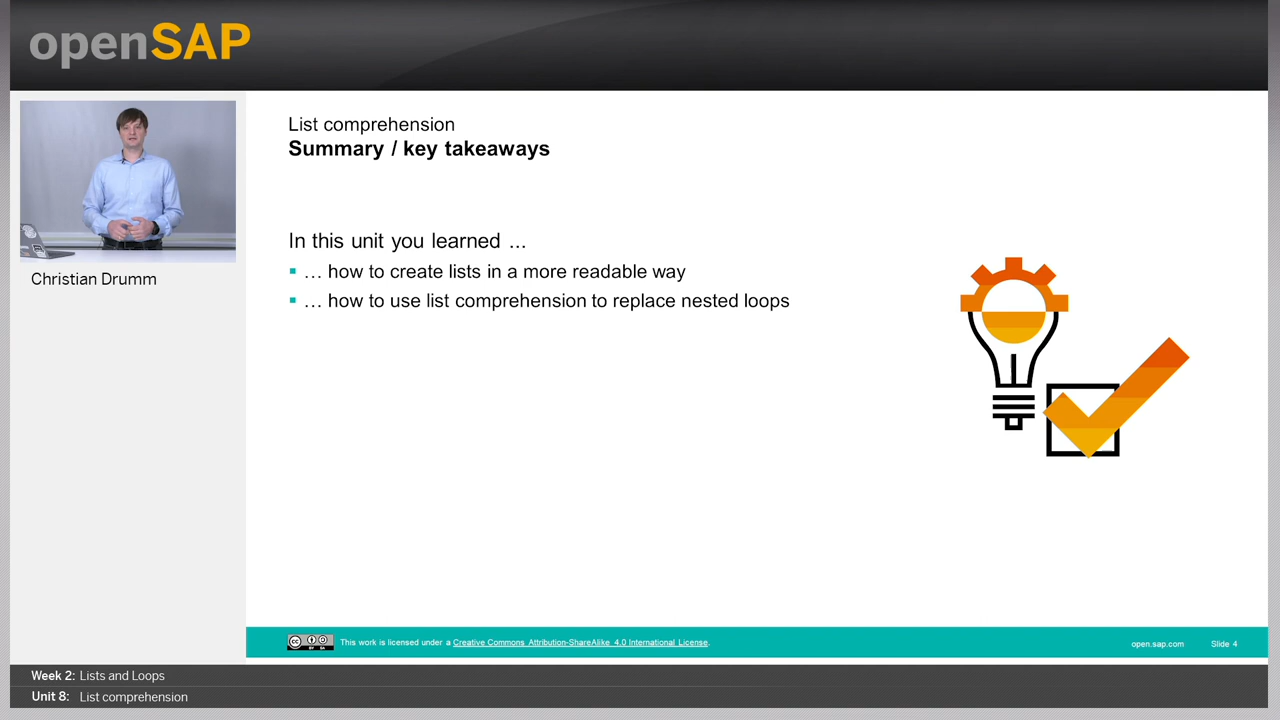 openSAP
List comprehension
Summary / key takeaways
In this unit you learned ...
… how to create lists in a more readable way
… how to use list comprehension to replace nested loops
Christian Drumm
This work is licensed under a Creative Commons Attribution-ShareAlike 4.0 International License.
open.sap.com Slide 4
Week 2: Lists and Loops
Unit 8: List comprehension